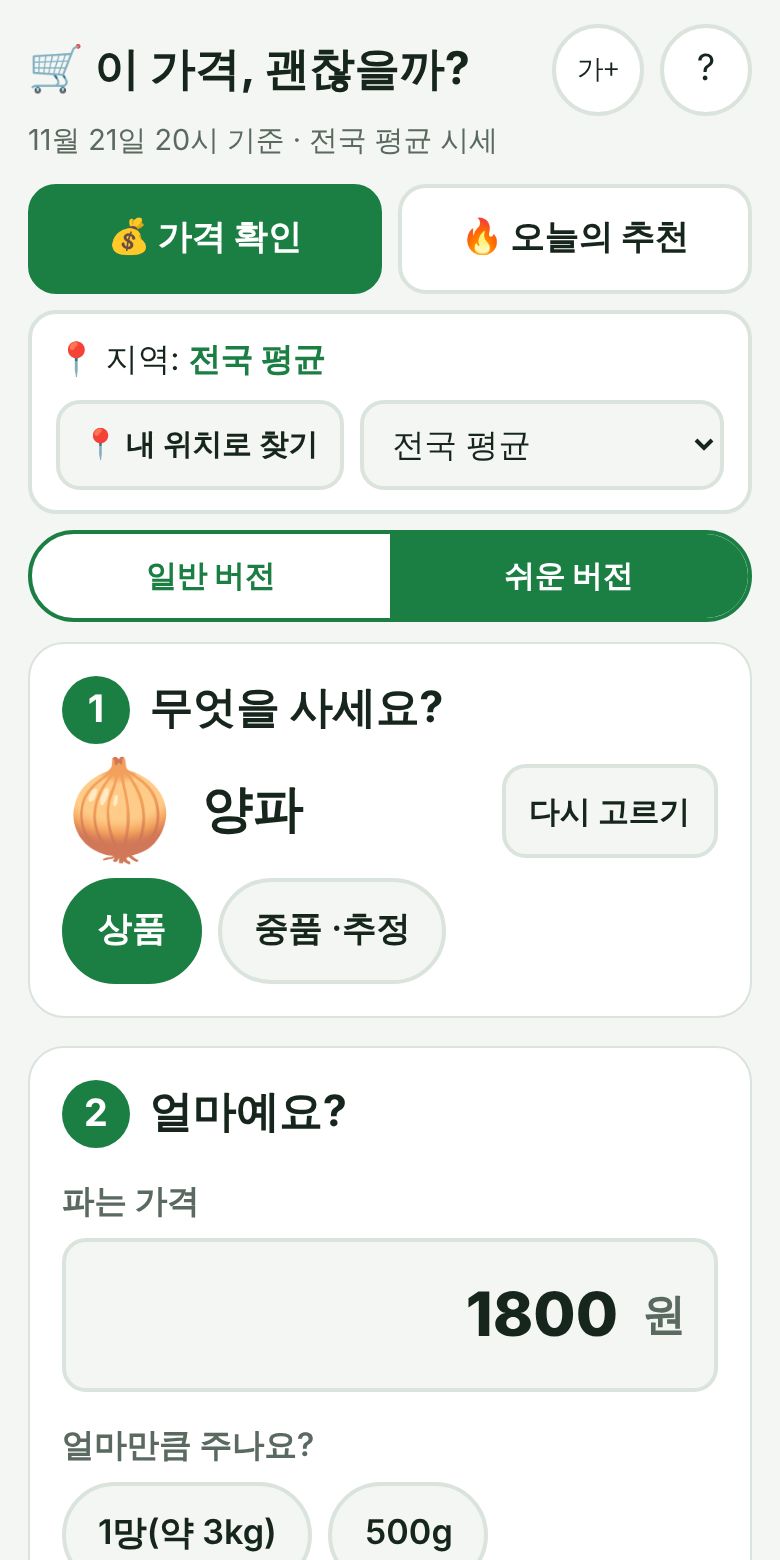 🛒 이 가격, 괜찮을까? 가+ ?
11월 21일 20시 기준 · 전국 평균 시세
💰 가격 확인 🔥 오늘의 추천
📍 지역: 전국 평균
📍 내 위치로 찾기 전국 평균
일반 버전 쉬운 버전
1 무엇을 사세요?
양파 다시 고르기
상품 중품 ·추정
2 얼마예요?
파는 가격
1800 원
얼마만큼 주나요?
1망(약 3kg) 500g